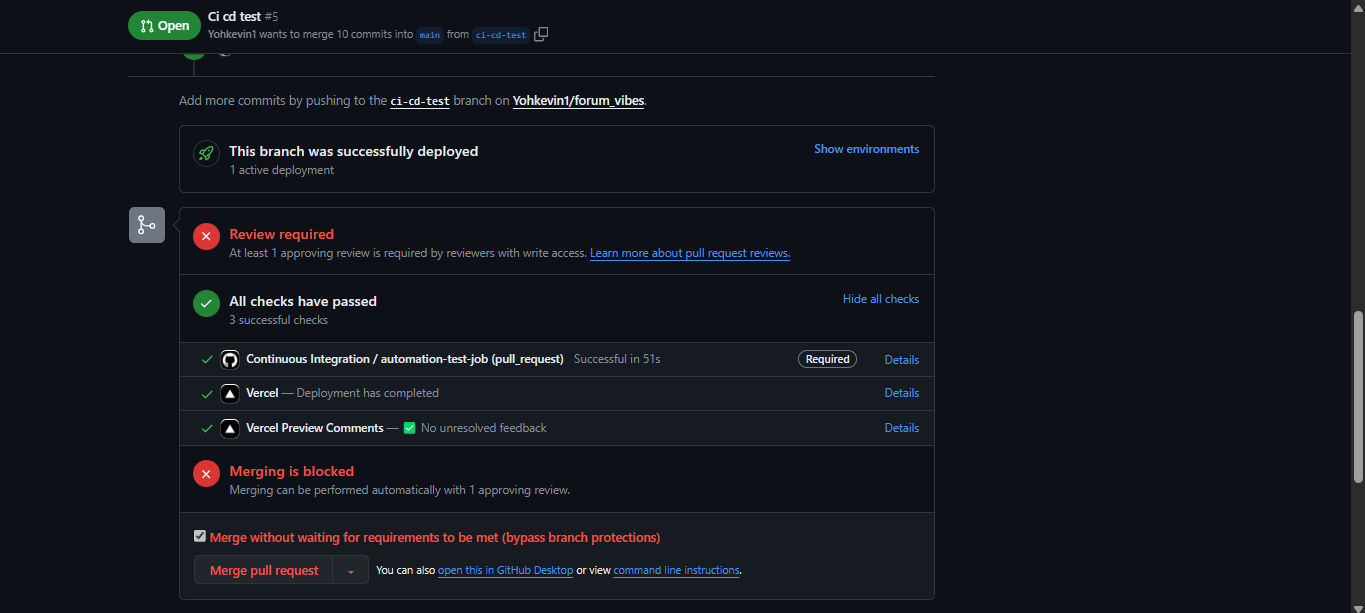 Open
Ci cd test #5
Yohkevin1 wants to merge 10 commits into main from ci-cd-test
Add more commits by pushing to the ci-cd-test branch on Yohkevin1/forum_vibes.
This branch was successfully deployed
Show environments
1 active deployment
Review required
At least 1 approving review is required by reviewers with write access. Learn more about pull request reviews.
All checks have passed
Hide all checks
3 successful checks
Continuous Integration / automation-test-job (pull_request) Successful in 51s Required Details
Vercel — Deployment has completed Details
Vercel Preview Comments — ✅ No unresolved feedback Details
Merging is blocked
Merging can be performed automatically with 1 approving review.
Merge without waiting for requirements to be met (bypass branch protections)
Merge pull request You can also open this in GitHub Desktop or view command line instructions.